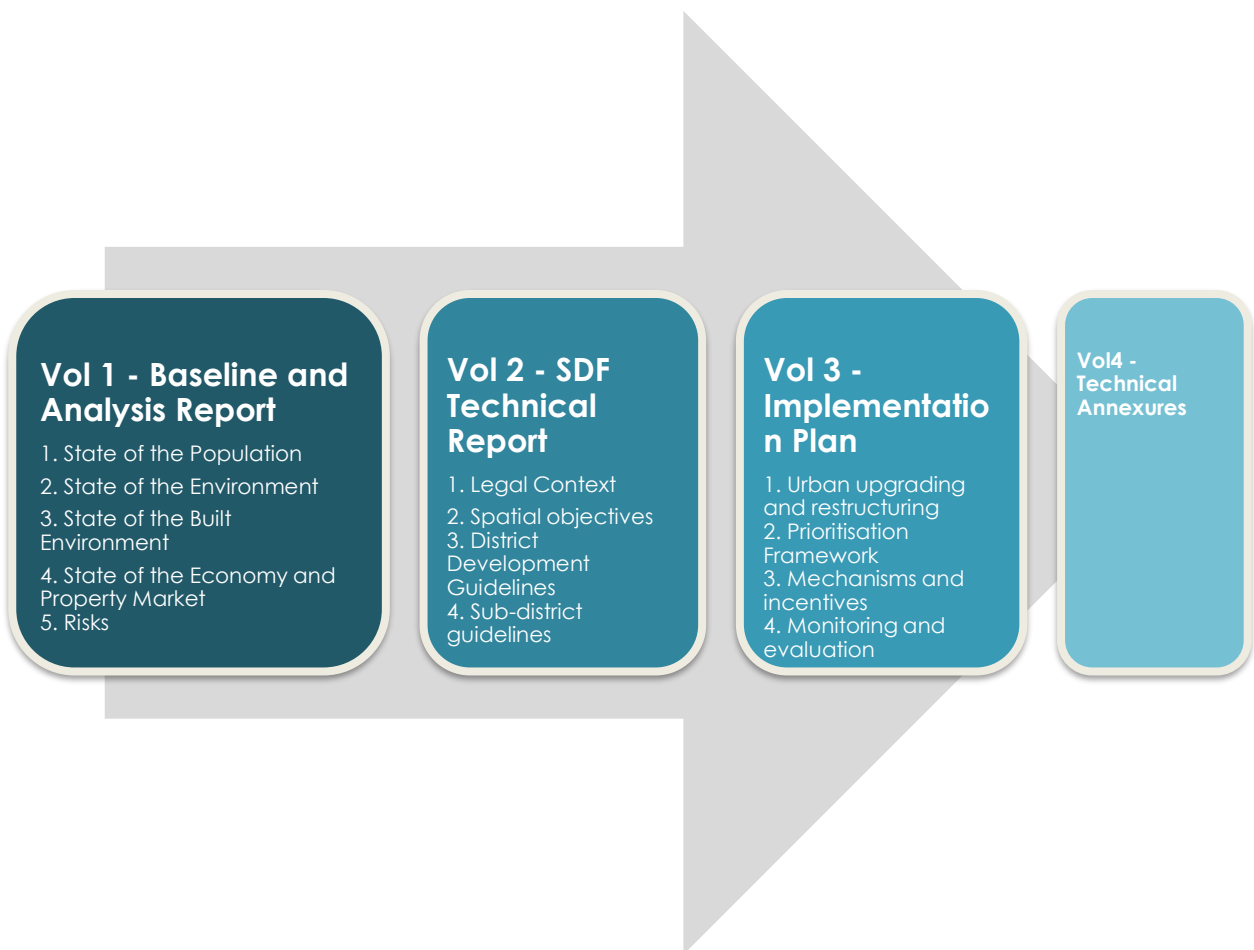 Vol 1 - Baseline and
Analysis Report
1. State of the Population
2. State of the Environment
3. State of the Built
Environment
4. State of the Economy and
Property Market
5. Risks
Vol 2 - SDF
Technical
Report
1. Legal Context
2. Spatial objectives
3. District
Development
Guidelines
4. Sub-district
guidelines
Vol 3 -
Implementatio
n Plan
1. Urban upgrading
and restructuring
2. Prioritisation
Framework
3. Mechanisms and
incentives
4. Monitoring and
evaluation
Vol4 -
Technical
Annexures